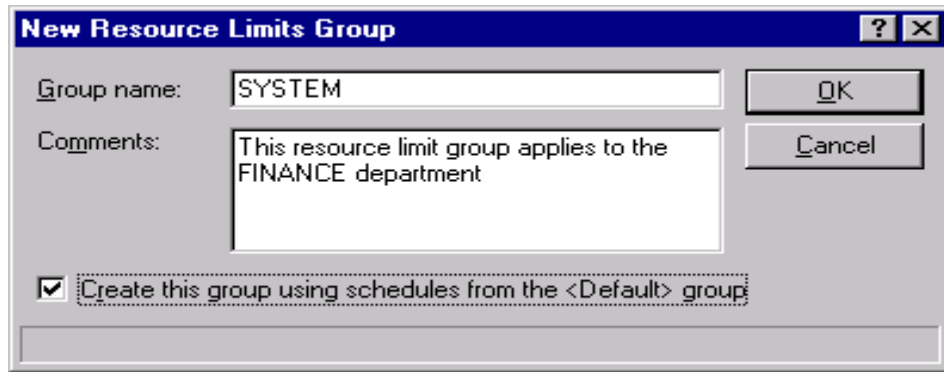 New Resource Limits Group
Group name: SYSTEM OK
Comments: This resource limit group applies to the Cancel
FINANCE department
Create this group using schedules from the <Default> group